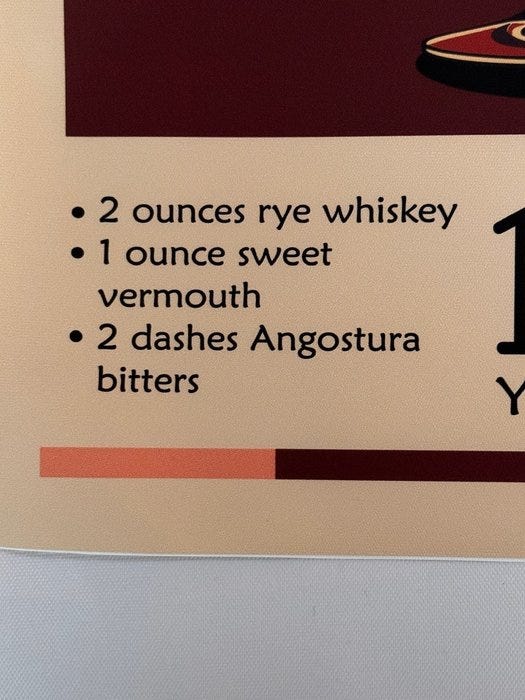 • 2 ounces rye whiskey
• 1 ounce sweet
vermouth
• 2 dashes Angostura
bitters